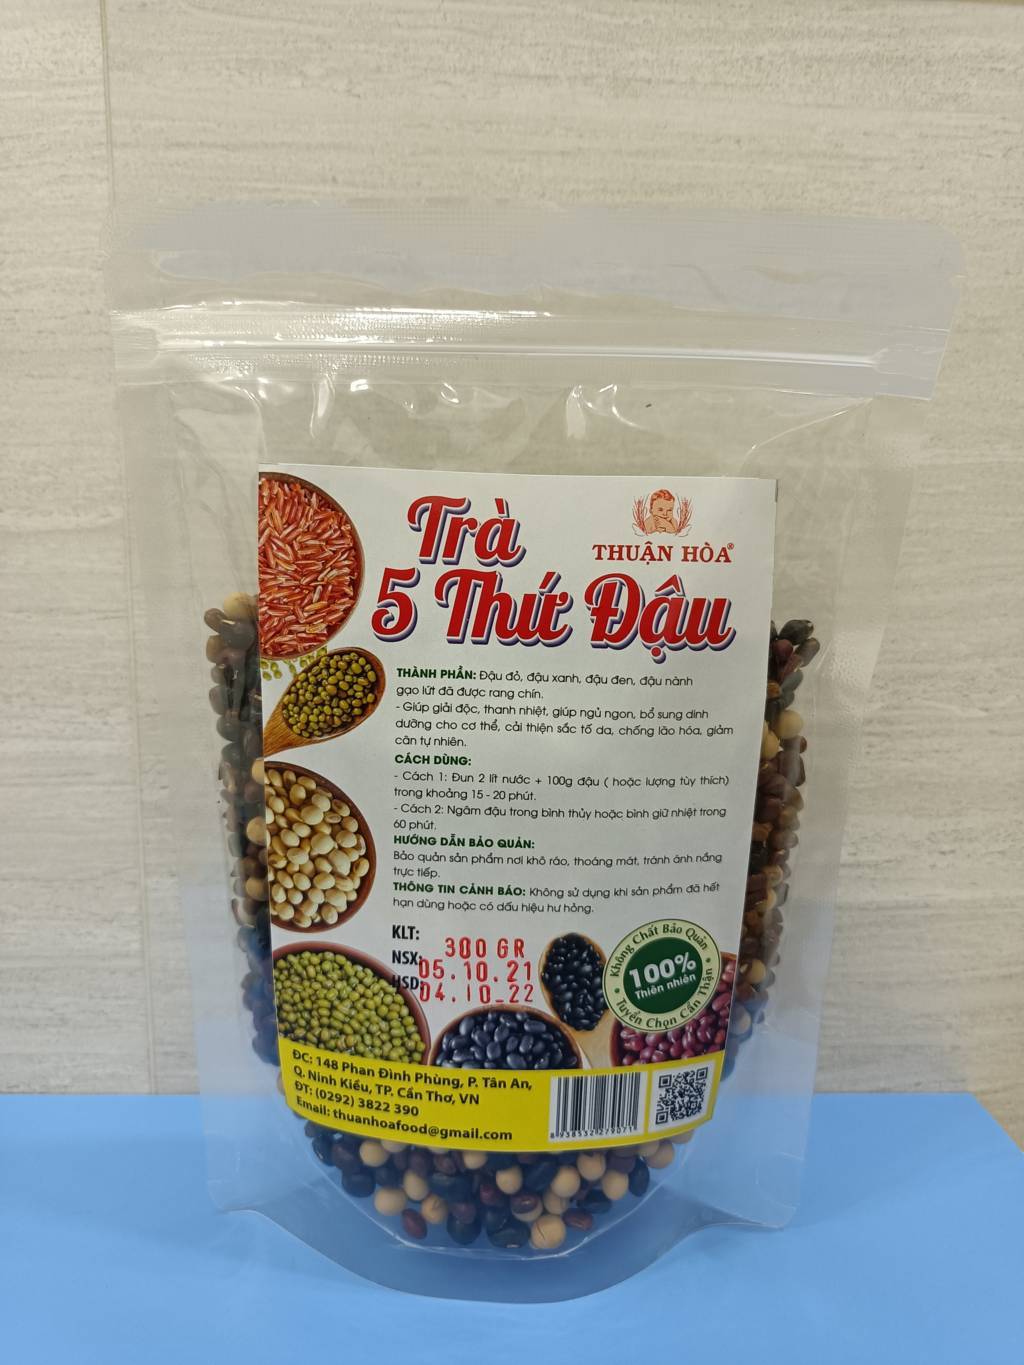 Trà
THUẬN HÒA®
5 Thứ Đậu
THÀNH PHẦN: Đậu đỏ, đậu xanh, đậu đen, đậu nành
gạo lứt đã được rang chín.
- Giúp giải độc, thanh nhiệt, giúp ngủ ngon, bổ sung dinh
dưỡng cho cơ thể, cải thiện sắc tố da, chống lão hóa, giảm
cân tự nhiên.
CÁCH DÙNG:
- Cách 1: Đun 2 lít nước + 100g đậu ( hoặc lượng tùy thích)
trong khoảng 15 - 20 phút.
- Cách 2: Ngâm đậu trong bình thủy hoặc bình giữ nhiệt trong
60 phút.
HƯỚNG DẪN BẢO QUẢN:
Bảo quản sản phẩm nơi khô ráo, thoáng mát, tránh ánh nắng
trực tiếp.
THÔNG TIN CẢNH BÁO: Không sử dụng khi sản phẩm đã hết
hạn dùng hoặc có dấu hiệu hư hỏng.
KLT: 300 GR
NSX: 05.10.21
HSD: 04.10.22
Không Chất Bảo Quản
100%
Thiên nhiên
Tuyển Chọn Cẩn Thận
ĐC: 148 Phan Đình Phùng, P. Tân An,
Q. Ninh Kiều, TP. Cần Thơ, VN
ĐT: (0292) 3822 390
Email: thuanhoafood@gmail.com
8 938532 279071